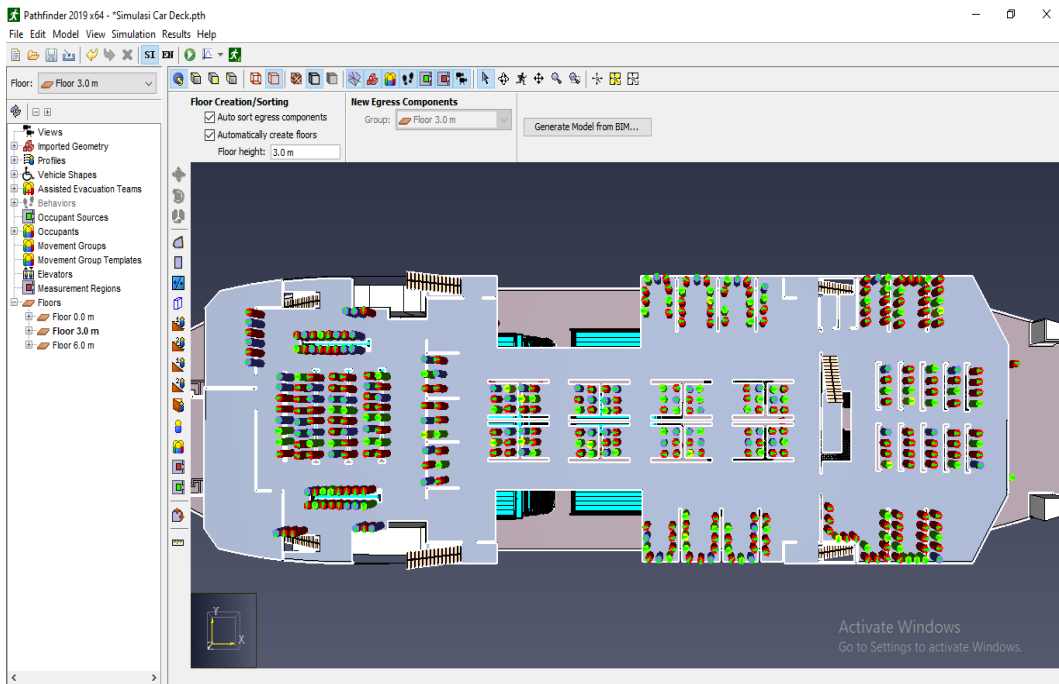 Pathfinder 2019 x64 - *Simulasi Car Deck.pth
File Edit Model View Simulation Results Help
SI EN
Floor: Floor 3.0 m
Floor Creation/Sorting
Auto sort egress components
Automatically create floors
Floor height: 3.0 m
New Egress Components
Group: Floor 3.0 m
Generate Model from BIM...
Views
Imported Geometry
Profiles
Vehicle Shapes
Assisted Evacuation Teams
Behaviors
Occupant Sources
Occupants
Movement Groups
Movement Group Templates
Elevators
Measurement Regions
Floors
Floor 0.0 m
Floor 3.0 m
Floor 6.0 m
Y
X
Z
Activate Windows
Go to Settings to activate Windows.